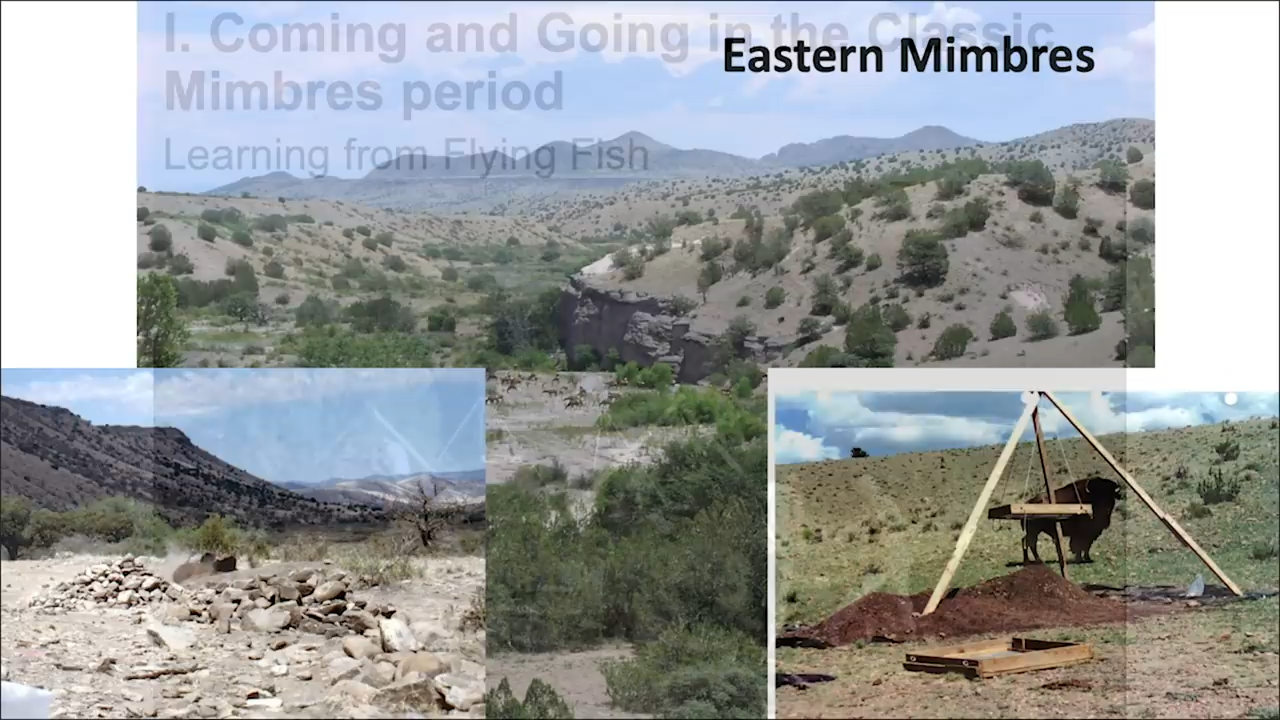 I. Coming and Going in the Classic
Eastern Mimbres
Mimbres period
Learning from Flying Fish